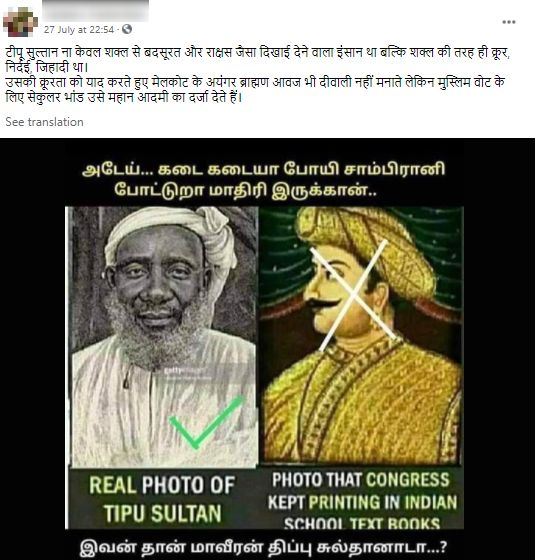 27 July at 22:54 ·
टीपू सुल्तान ना केवल शक्ल से बदसूरत और राक्षस जैसा दिखाई देने वाला इंसान था बल्कि शक्ल की तरह ही क्रूर,
निर्दई, जिहादी था।
उसकी क्रूरता को याद करते हुए मेलकोट के अयंगर ब्राह्मण आवज भी दीवाली नहीं मनाते लेकिन मुस्लिम वोट के
लिए सेकुलर भांड उसे महान आदमी का दर्जा देते हैं।
See translation
அடேய்... கடை கடையா போயி சாம்பிரானி
போட்டுறா மாதிரி இருக்கான்..
gettyimages
REAL PHOTO OF
TIPU SULTAN
PHOTO THAT CONGRESS
KEPT PRINTING IN INDIAN
SCHOOL TEXT BOOKS
இவன் தான் மாவீரன் திப்பு சுல்தானாடா...?